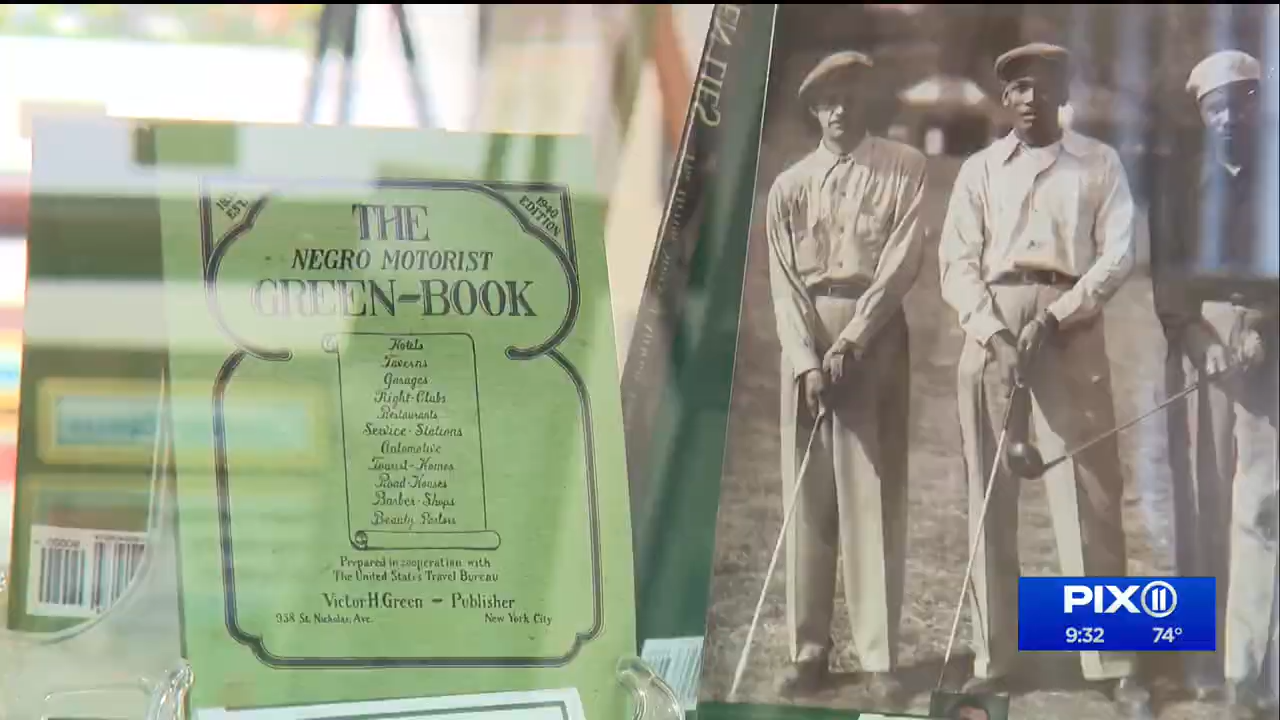 EST.
1940
EDITION
THE
NEGRO MOTORIST
GREEN-BOOK
Hotels
Taverns
Garages
Night-Clubs
Restaurants
Service-Stations
Automotive
Tourist-Homes
Road-Houses
Barber-Shops
Beauty Parlors
Prepared in cooperation with
The United States Travel Bureau
Victor H. Green — Publisher
938 St. Nicholas, Ave.
New York City
PIX11
9:32
74°